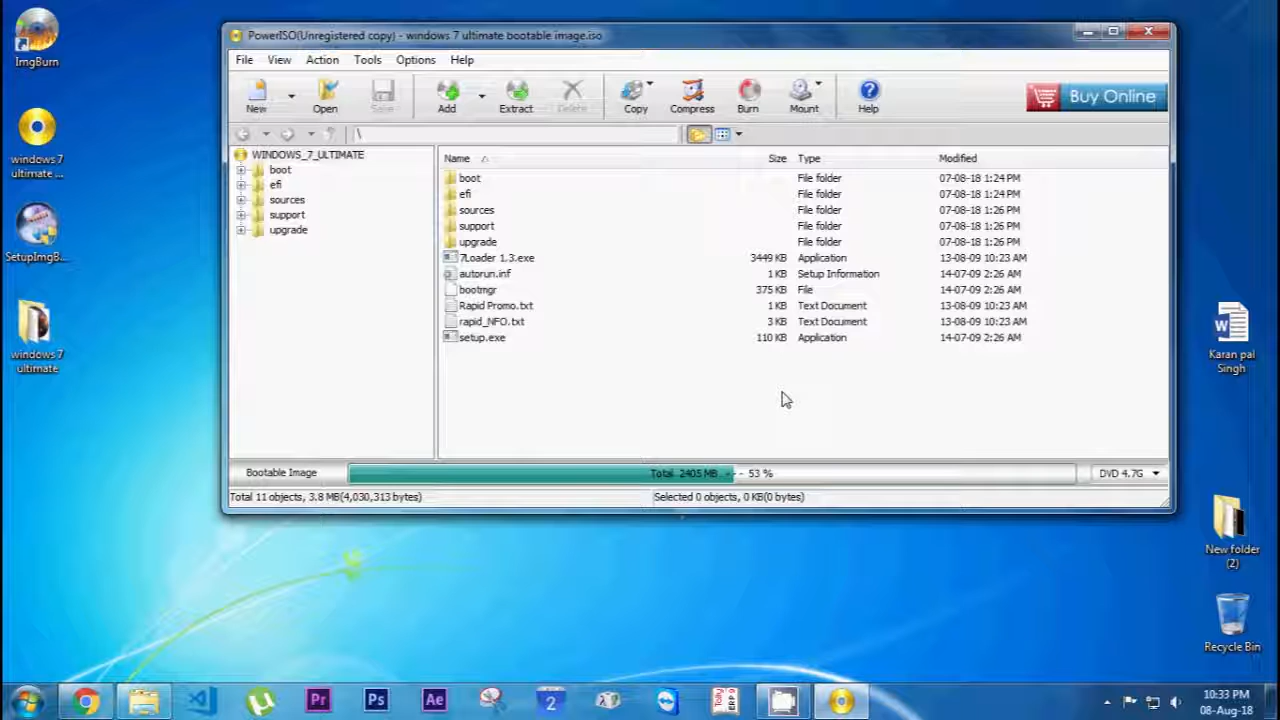 ImgBurn
windows 7
ultimate ...
SetupImgB...
windows 7
ultimate
PowerISO(Unregistered copy) - windows 7 ultimate bootable image.iso
File View Action Tools Options Help
New Open Save Add Extract Delete Copy Compress Burn Mount Help Buy Online
\
WINDOWS_7_ULTIMATE
boot
efi
sources
support
upgrade
Name Size Type Modified
boot File folder 07-08-18 1:24 PM
efi File folder 07-08-18 1:24 PM
sources File folder 07-08-18 1:26 PM
support File folder 07-08-18 1:26 PM
upgrade File folder 07-08-18 1:26 PM
7Loader 1.3.exe 3449 KB Application 13-08-09 10:23 AM
autorun.inf 1 KB Setup Information 14-07-09 2:26 AM
bootmgr 375 KB File 14-07-09 2:26 AM
Rapid Promo.txt 1 KB Text Document 13-08-09 10:23 AM
rapid_NFO.txt 3 KB Text Document 13-08-09 10:23 AM
setup.exe 110 KB Application 14-07-09 2:26 AM
Bootable Image Total 2405 MB -- - 53 % DVD 4.7G
Total 11 objects, 3.8 MB(4,030,313 bytes) Selected 0 objects, 0 KB(0 bytes)
Karan pal
Singh
New folder
(2)
Recycle Bin
Pr Ps Ae 2 Tally
ERP 9
10:33 PM
08-Aug-18